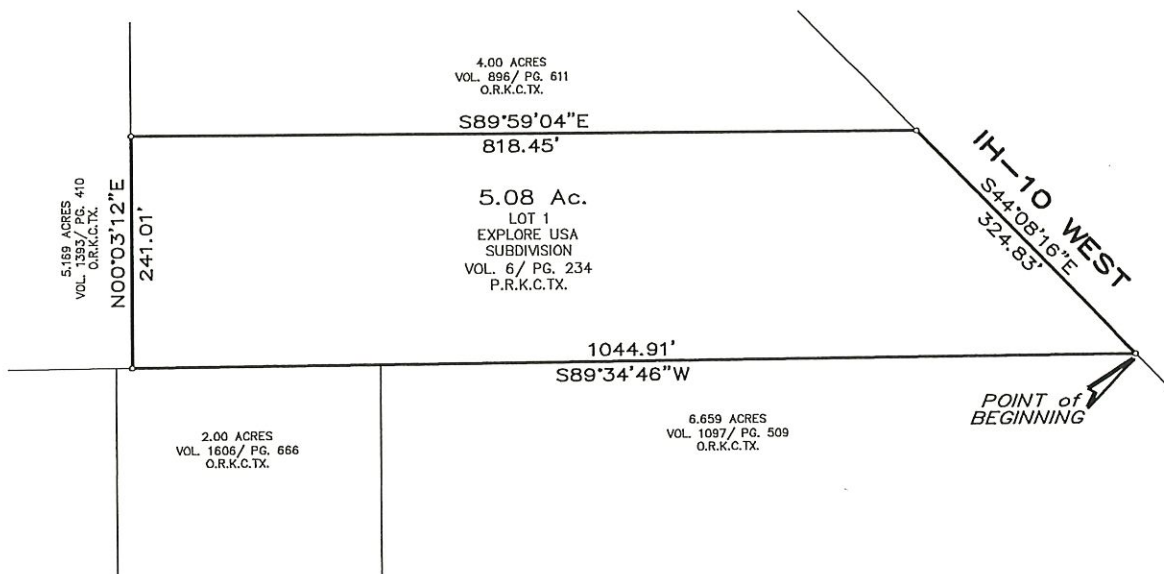 4.00 ACRES
VOL. 896/ PG. 611
O.R.K.C.TX.
S89°59'04"E
818.45'
IH-10 WEST
S44°08'16"E
324.83'
5.169 ACRES
VOL. 1393/ PG. 410
O.R.K.C.TX.
N00°03'12"E
241.01'
5.08 Ac.
LOT 1
EXPLORE USA
SUBDIVISION
VOL. 6/ PG. 234
P.R.K.C.TX.
1044.91'
S89°34'46"W
POINT of
BEGINNING
2.00 ACRES
VOL. 1606/ PG. 666
O.R.K.C.TX.
6.659 ACRES
VOL. 1097/ PG. 509
O.R.K.C.TX.